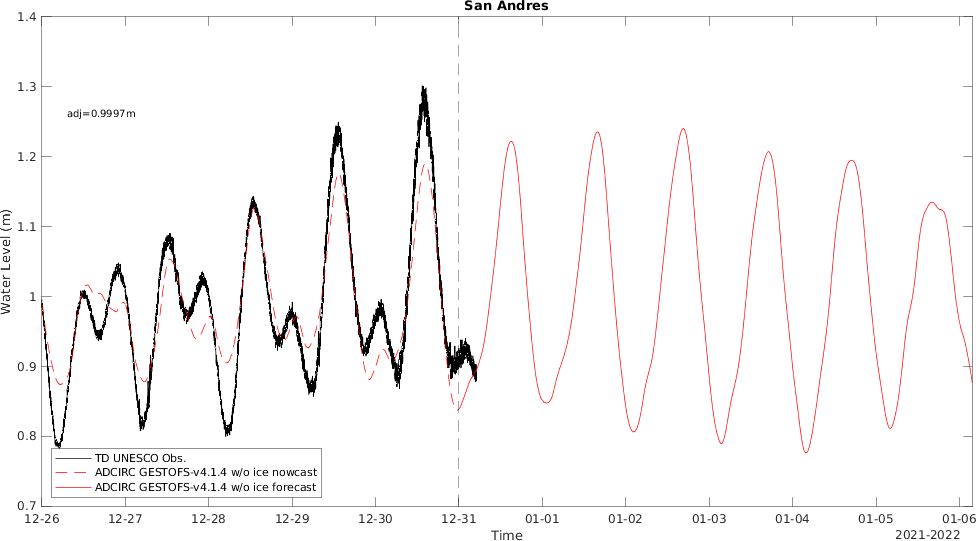 San Andres
1.4
1.3
1.2
1.1
1
0.9
0.8
0.7
Water Level (m)
adj=0.9997m
TD UNESCO Obs.
ADCIRC GESTOFS-v4.1.4 w/o ice nowcast
ADCIRC GESTOFS-v4.1.4 w/o ice forecast
12-26 12-27 12-28 12-29 12-30 12-31 01-01 01-02 01-03 01-04 01-05 01-06
Time
2021-2022